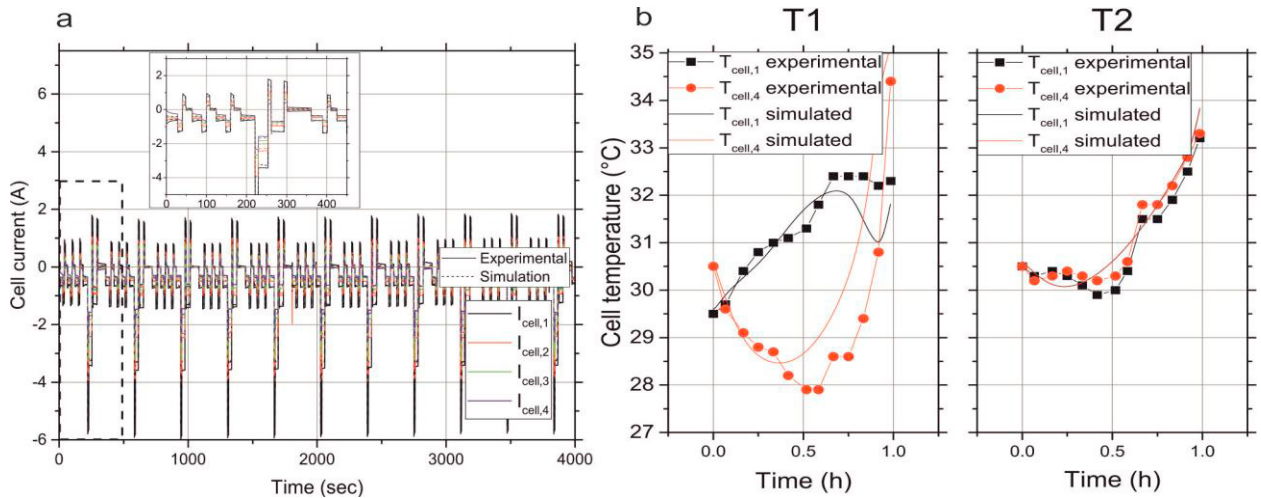 a
Cell current (A)
6
4
2
0
-2
-4
-6
0
1000
2000
3000
4000
Time (sec)
2
0
-2
-4
0
100
200
300
400
Experimental
Simulation
Icell,1
Icell,2
Icell,3
Icell,4
b
T1
T2
Cell temperature (°C)
35
34
33
32
31
30
29
28
27
Tcell,1 experimental
Tcell,4 experimental
Tcell,1 simulated
Tcell,4 simulated
0.0
0.5
1.0
Time (h)
Tcell,1 experimental
Tcell,4 experimental
Tcell,1 simulated
Tcell,4 simulated
0.0
0.5
1.0
Time (h)